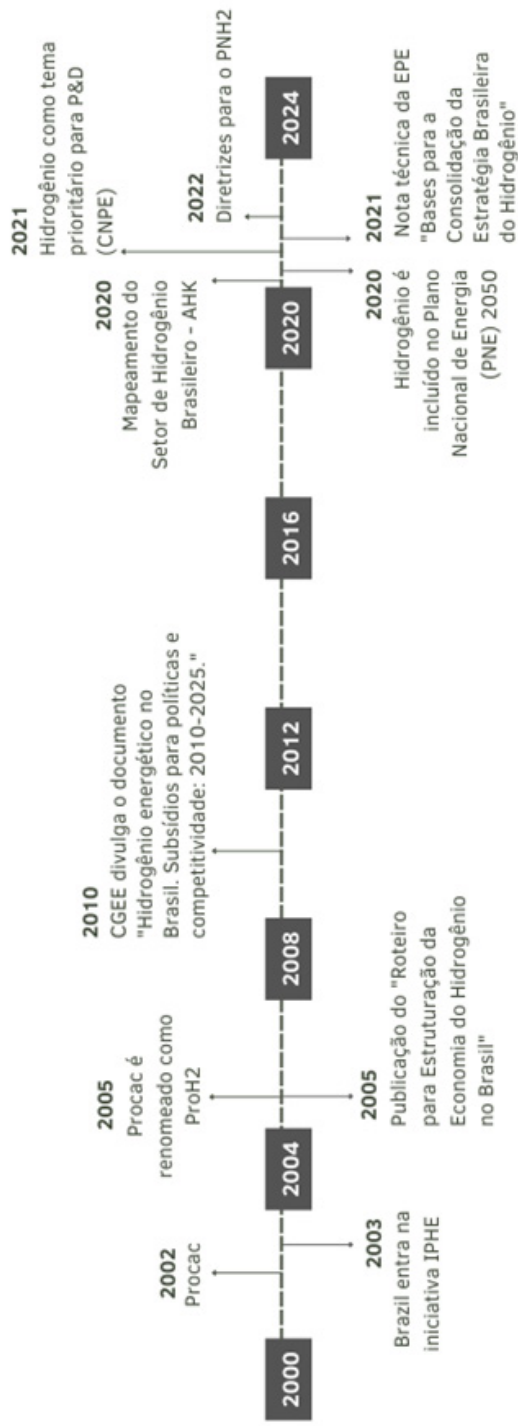 2002
Procac
2005
Procac é
renomeado como
ProH2
2010
CGEE divulga o documento
"Hidrogênio energético no
Brasil. Subsídios para políticas e
competitividade: 2010-2025."
2020
Mapeamento do
Setor de Hidrogênio
Brasileiro - AHK
2021
Hidrogênio como tema
prioritário para P&D
(CNPE)
2022
Diretrizes para o PNH2
2000
2004
2008
2012
2016
2020
2024
2003
Brazil entra na
iniciativa IPHE
2005
Publicação do "Roteiro
para Estruturação da
Economia do Hidrogênio
no Brasil"
2020
Hidrogênio é
incluído no Plano
Nacional de Energia
(PNE) 2050
2021
Nota técnica da EPE
"Bases para a
Consolidação da
Estratégia Brasileira
do Hidrogênio"